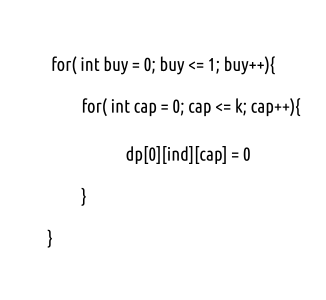 for( int buy = 0; buy <= 1; buy++){
for( int cap = 0; cap <= k; cap++){
dp[0][ind][cap] = 0
}
}